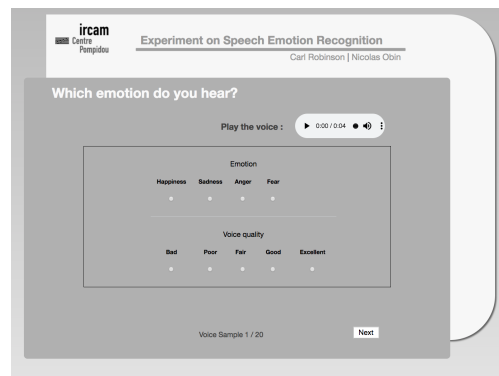 ircam
Centre
Pompidou
Experiment on Speech Emotion Recognition
Carl Robinson | Nicolas Obin
Which emotion do you hear?
Play the voice :
0:00 / 0:04
Emotion
Happiness Sadness Anger Fear
Voice quality
Bad Poor Fair Good Excellent
Voice Sample 1 / 20
Next